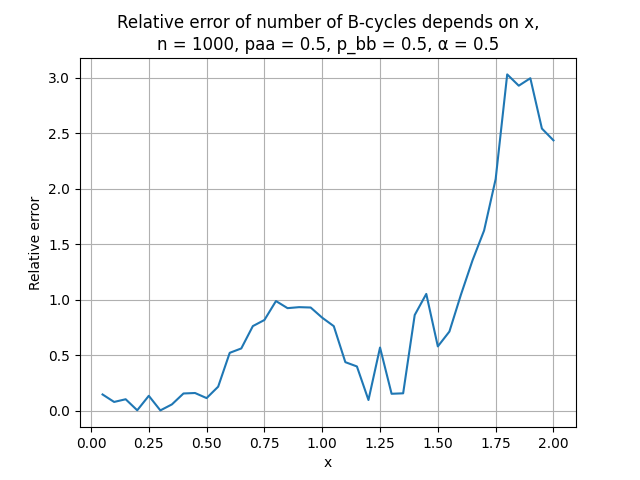 Relative error of number of B-cycles depends on x,
n = 1000, paa = 0.5, p_bb = 0.5, α = 0.5
3.0
2.5
2.0
1.5
1.0
0.5
0.0
Relative error
0.00 0.25 0.50 0.75 1.00 1.25 1.50 1.75 2.00
x